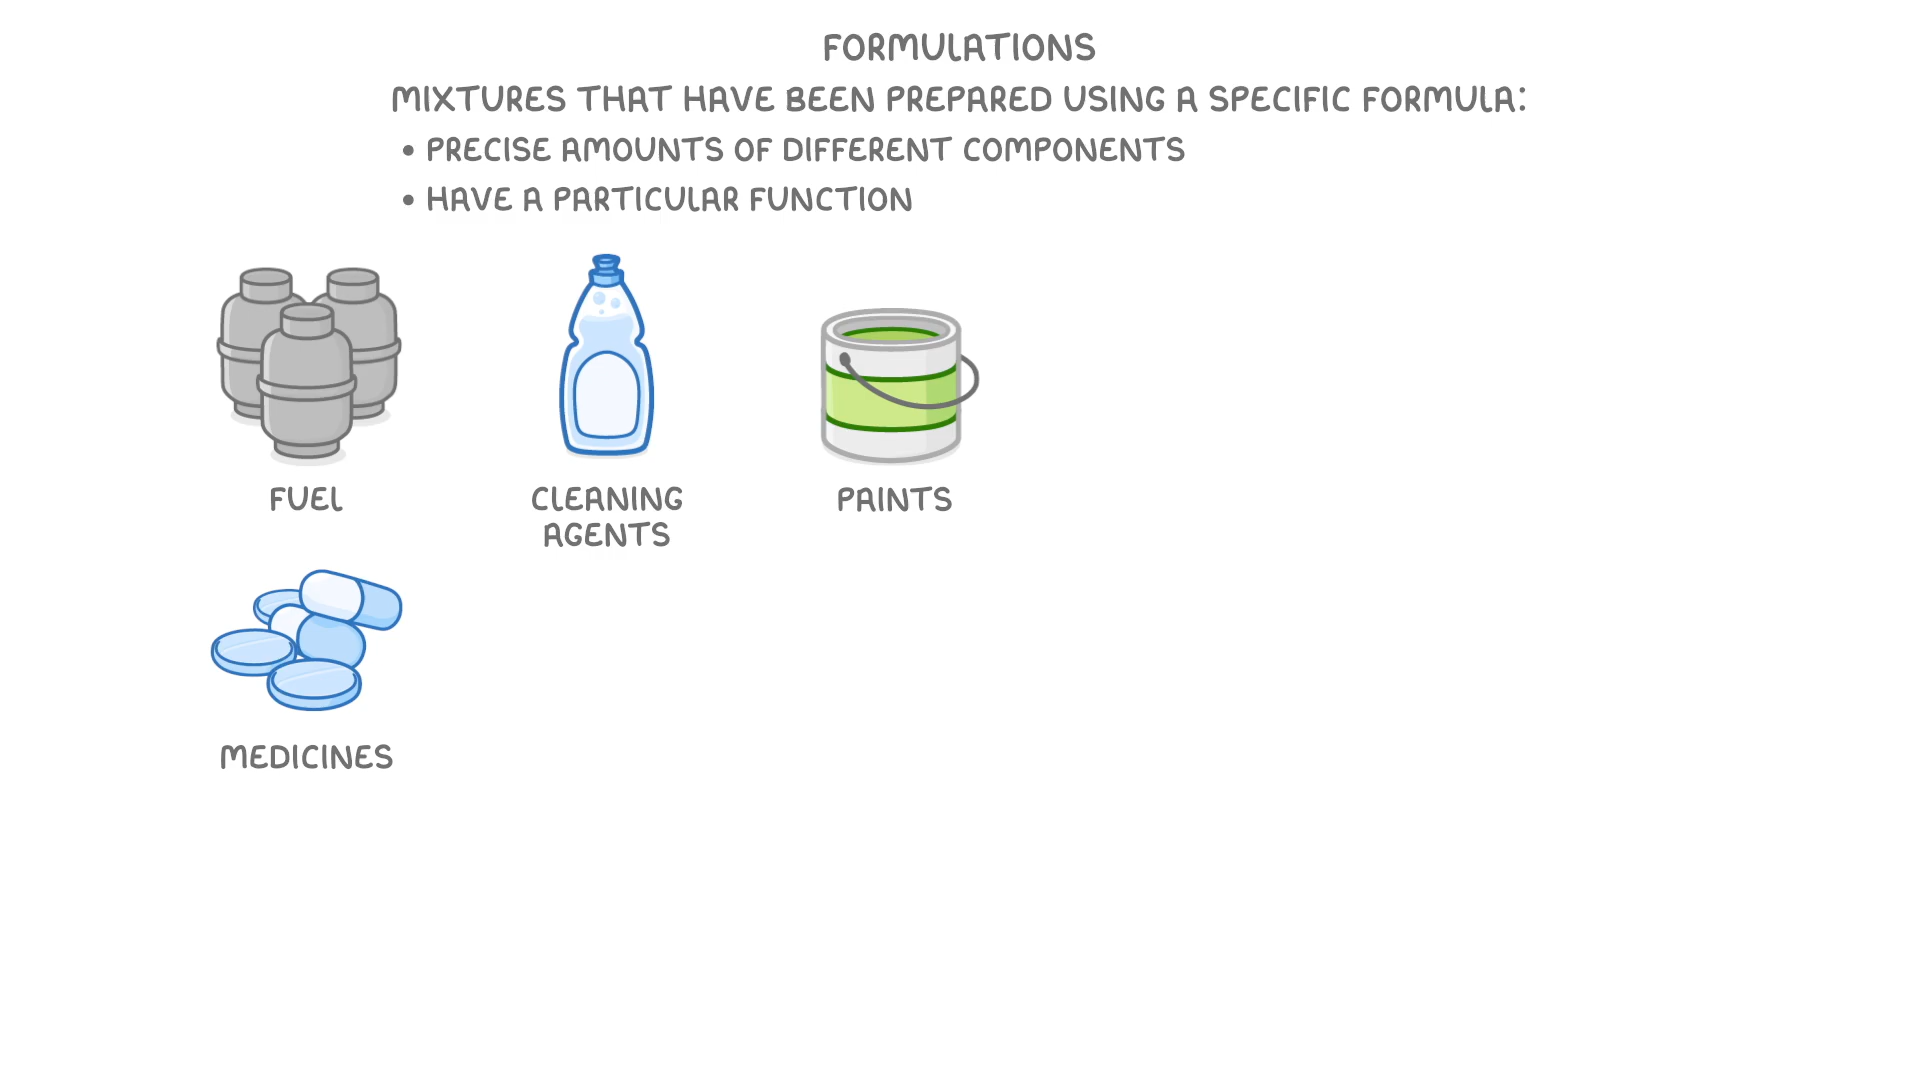 FORMULATIONS
MIXTURES THAT HAVE BEEN PREPARED USING A SPECIFIC FORMULA:
• PRECISE AMOUNTS OF DIFFERENT COMPONENTS
• HAVE A PARTICULAR FUNCTION
FUEL
CLEANING
AGENTS
PAINTS
MEDICINES